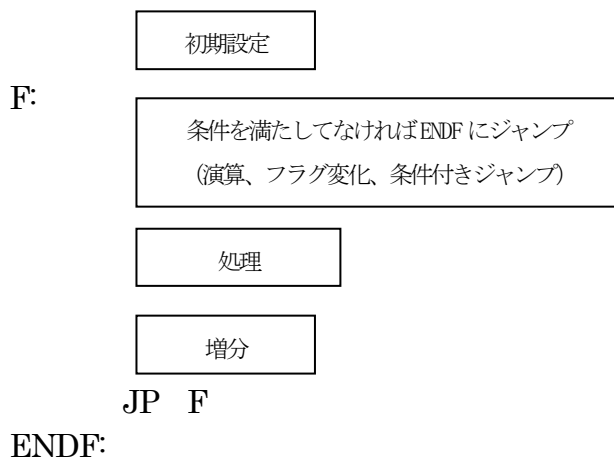 初期設定
F:
条件を満たしてなければENDFにジャンプ
(演算、フラグ変化、条件付きジャンプ)
処理
増分
JP F
ENDF: